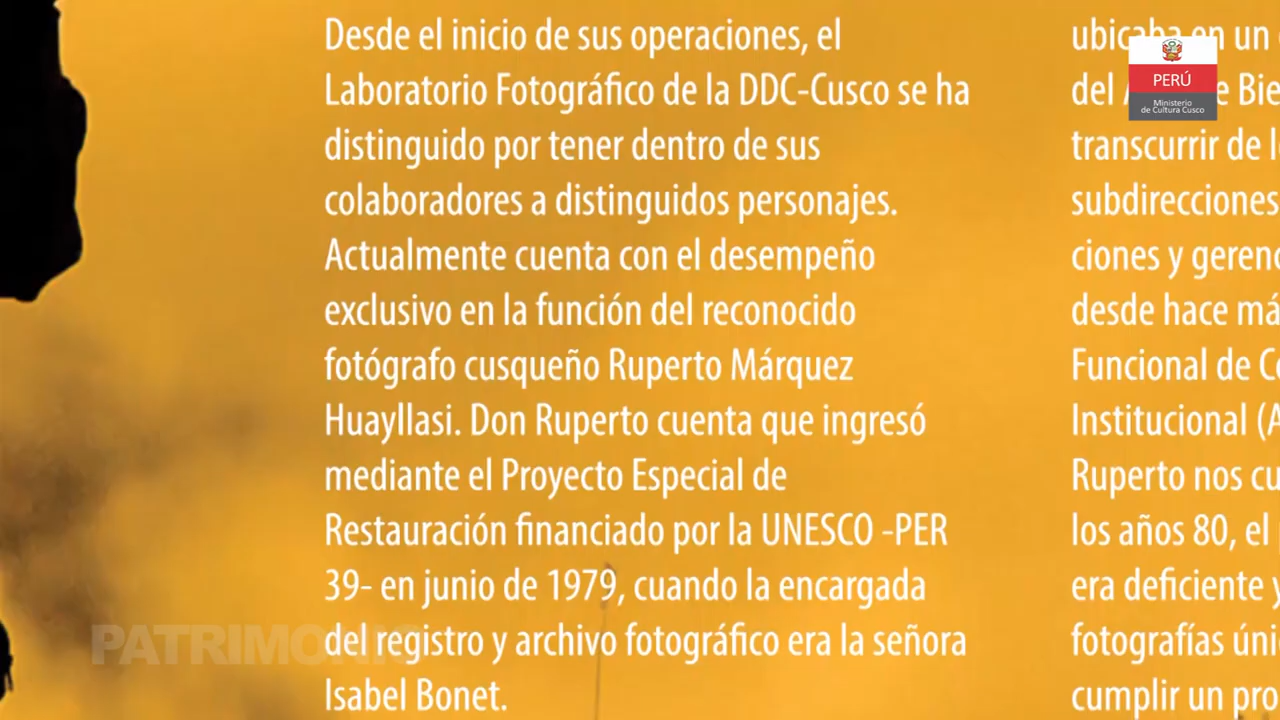 Desde el inicio de sus operaciones, el
Laboratorio Fotográfico de la DDC-Cusco se ha
distinguido por tener dentro de sus
colaboradores a distinguidos personajes.
Actualmente cuenta con el desempeño
exclusivo en la función del reconocido
fotógrafo cusqueño Ruperto Márquez
Huayllasi. Don Ruperto cuenta que ingresó
mediante el Proyecto Especial de
Restauración financiado por la UNESCO -PER
39- en junio de 1979, cuando la encargada
del registro y archivo fotográfico era la señora
Isabel Bonet.
ubicaba en un
del
transcurrir de
subdirecciones
ciones y
desde hace
Funcional de
Institucional
Ruperto nos
los años 80, el
era deficiente y
fotografías
cumplir un
PERÚ
Ministerio
de Cultura Cusco
PATRIMONIO